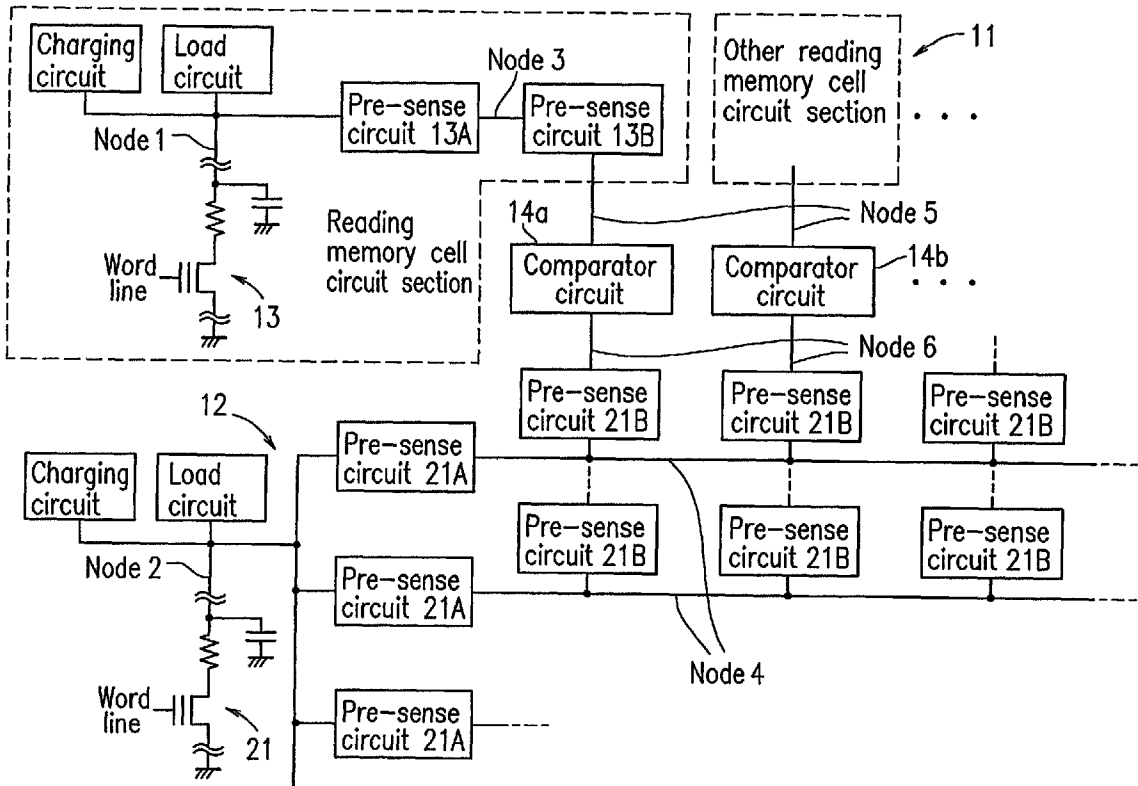 Charging
circuit
Load
circuit
Node 3
Pre-sense
circuit 13A
Pre-sense
circuit 13B
Other reading
memory cell
circuit section
11
Node 1
Reading
memory cell
circuit section
Word
line
13
14a
Node 5
Comparator
circuit
Comparator
circuit
14b
Node 6
Pre-sense
circuit 21B
Pre-sense
circuit 21B
Pre-sense
circuit 21B
12
Charging
circuit
Load
circuit
Pre-sense
circuit 21A
Pre-sense
circuit 21B
Pre-sense
circuit 21B
Pre-sense
circuit 21B
Node 2
Pre-sense
circuit 21A
Node 4
Word
line
21
Pre-sense
circuit 21A